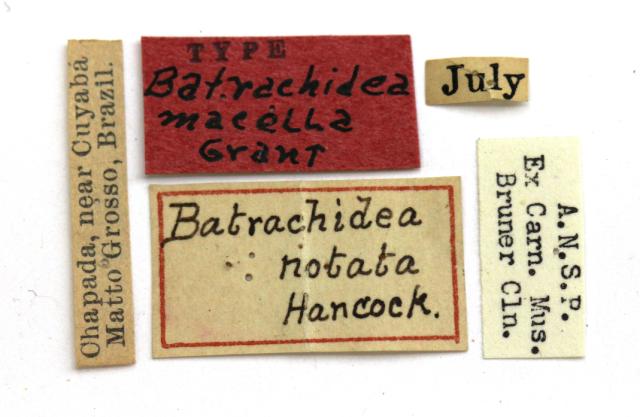 Chapada, near Cuyabá
Matto Grosso, Brazil.
TYPE
Batrachidea
macella
Grant
July
Batrachidea
notata
Hancock.
A.N.S.P.
Ex Carn. Mus.
Bruner Cln.